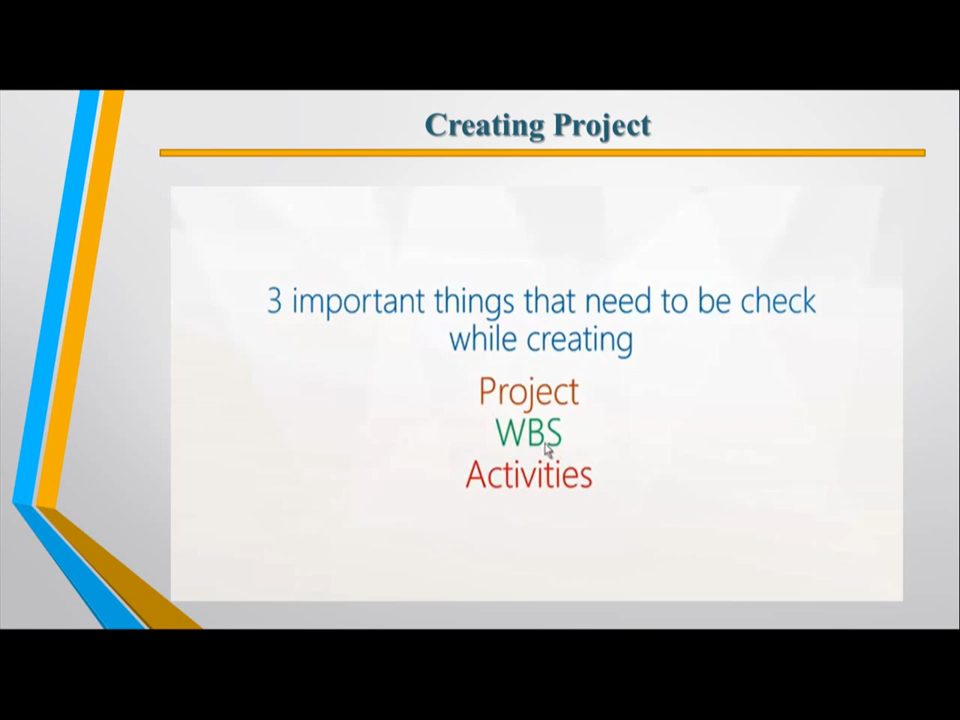 Creating Project
3 important things that need to be check
while creating
Project
WBS
Activities